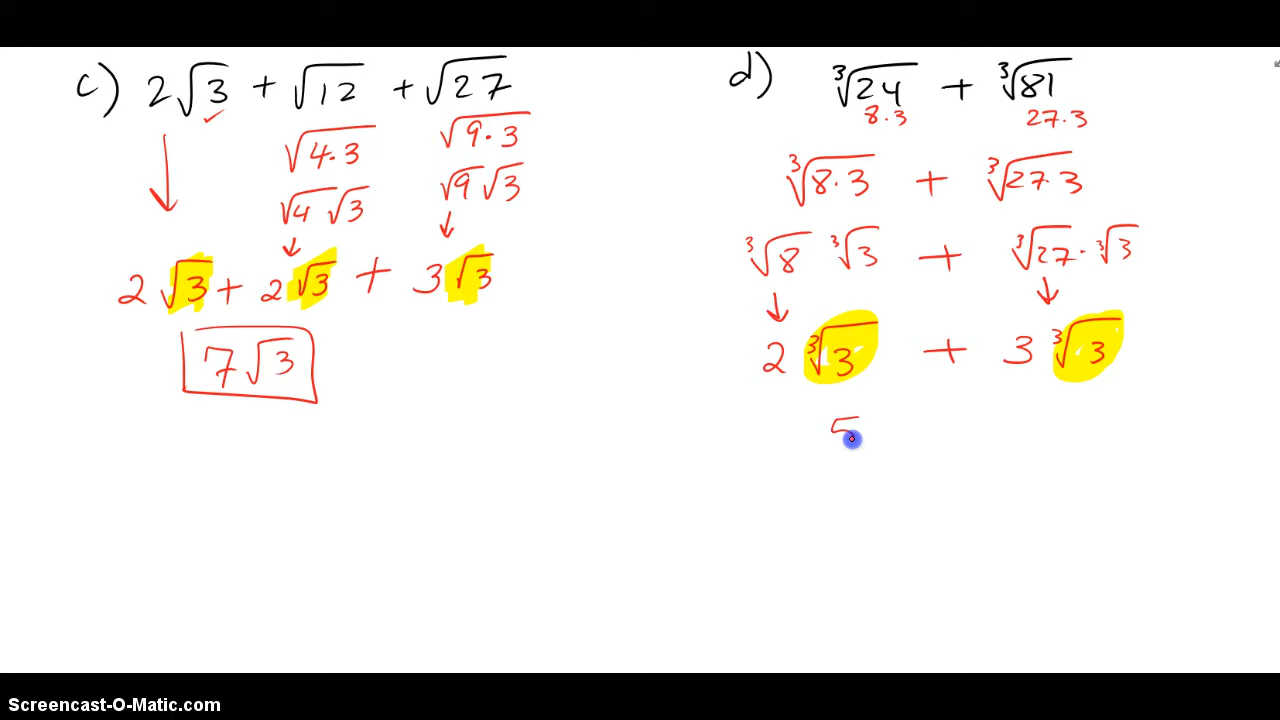 c) 2√3 + √12 + √27
√4·3 √9·3
√4 √3 √9 √3
2√3 + 2√3 + 3√3
7√3
d) ∛24 + ∛81
8·3 27·3
∛8·3 + ∛27·3
∛8 ∛3 + ∛27 · ∛3
2 ∛3 + 3 ∛3
5
Screencast-O-Matic.com